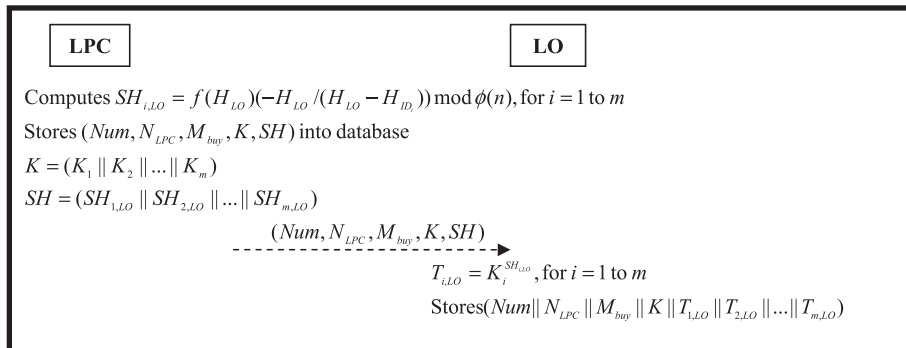 LPC
LO
Computes SH_{i,LO} = f(H_{LO})(-H_{LO}/(H_{LO} - H_{ID_i})) mod ϕ(n), for i = 1 to m
Stores (Num, N_{LPC}, M_{buy}, K, SH) into database
K = (K_1 || K_2 || ... || K_m)
SH = (SH_{1,LO} || SH_{2,LO} || ... || SH_{m,LO})
(Num, N_{LPC}, M_{buy}, K, SH)
T_{i,LO} = K_i^{SH_{i,LO}}, for i = 1 to m
Stores(Num || N_{LPC} || M_{buy} || K || T_{1,LO} || T_{2,LO} || ... || T_{m,LO})